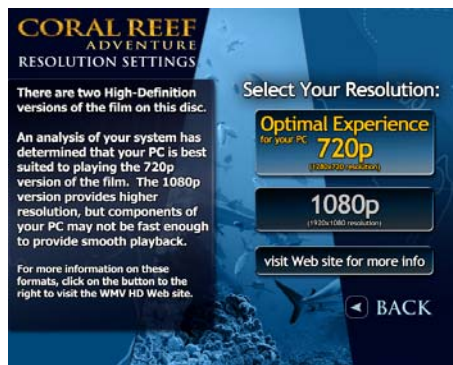 CORAL REEF
ADVENTURE
RESOLUTION SETTINGS
There are two High-Definition
versions of the film on this disc.
An analysis of your system has
determined that your PC is best
suited to playing the 720p
version of the film. The 1080p
version provides higher
resolution, but components of
your PC may not be fast enough
to provide smooth playback.
For more information on these
formats, click on the button to the
right to visit the WMV HD Web site.
Select Your Resolution:
Optimal Experience
for your PC 720p
(1280x720 resolution)
1080p
(1920x1080 resolution)
visit Web site for more info
BACK